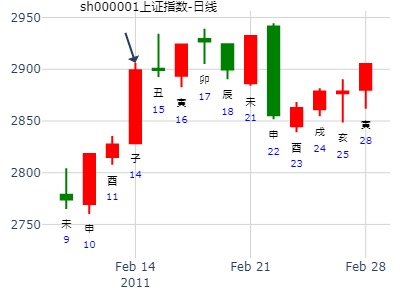 sh000001上证指数-日线
2950
2900
2850
2800
2750
未
9
申
10
酉
11
子
14
丑
15
寅
16
卯
17
辰
18
未
21
申
22
酉
23
戌
24
亥
25
寅
28
Feb 14
2011
Feb 21
Feb 28